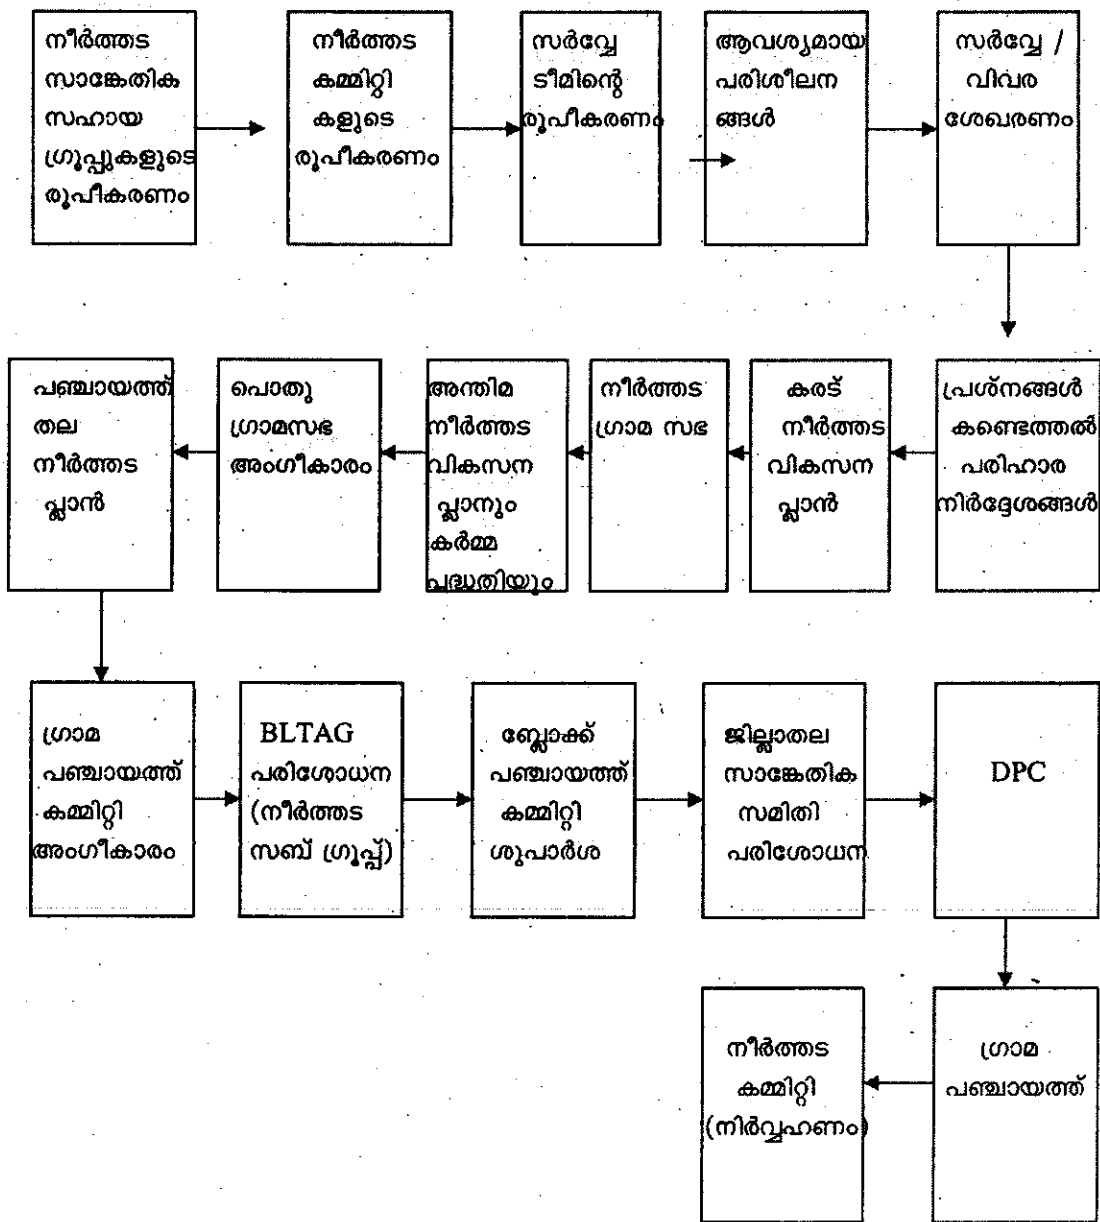 നീർത്തട
സാങ്കേതിക
സഹായ
ഗ്രൂപ്പുകളുടെ
രൂപീകരണം
നീർത്തട
കമ്മിറ്റി
കളുടെ
രൂപീകരണം
സർവ്വേ
ടീമിന്റെ
രൂപീകരണം
ആവശ്യമായ
പരിശീലന
ങ്ങൾ
സർവ്വേ /
വിവര
ശേഖരണം
പ്രശ്നങ്ങൾ
കണ്ടെത്തൽ
പരിഹാര
നിർദ്ദേശങ്ങൾ
കരട്
നീർത്തട
വികസന
പ്ലാൻ
നീർത്തട
ഗ്രാമ സഭ
അന്തിമ
നീർത്തട
വികസന
പ്ലാനും
കർമ്മ
പദ്ധതിയും
പൊതു
ഗ്രാമസഭ
അംഗീകാരം
പഞ്ചായത്ത്
തല
നീർത്തട
പ്ലാൻ
ഗ്രാമ
പഞ്ചായത്ത്
കമ്മിറ്റി
അംഗീകാരം
BLTAG
പരിശോധന
(നീർത്തട
സബ് ഗ്രൂപ്പ്)
ബ്ലോക്ക്
പഞ്ചായത്ത്
കമ്മിറ്റി
ശുപാർശ
ജില്ലാതല
സാങ്കേതിക
സമിതി
പരിശോധന
DPC
ഗ്രാമ
പഞ്ചായത്ത്
നീർത്തട
കമ്മിറ്റി
(നിർവ്വഹണം)